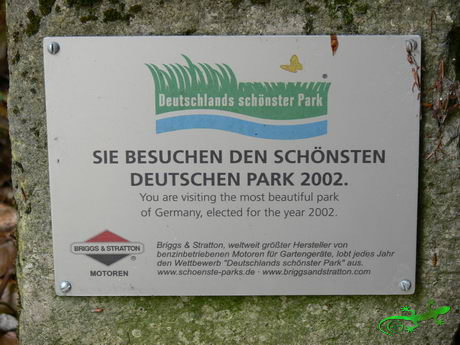 Deutschlands schönster Park
®
SIE BESUCHEN DEN SCHÖNSTEN
DEUTSCHEN PARK 2002.
You are visiting the most beautiful park
of Germany, elected for the year 2002.
BRIGGS & STRATTON
MOTOREN
Briggs & Stratton, weltweit größter Hersteller von
benzinbetriebenen Motoren für Gartengeräte, lobt jedes Jahr
den Wettbewerb "Deutschlands schönster Park" aus.
www.schoenste-parks.de · www.briggsandstratton.com